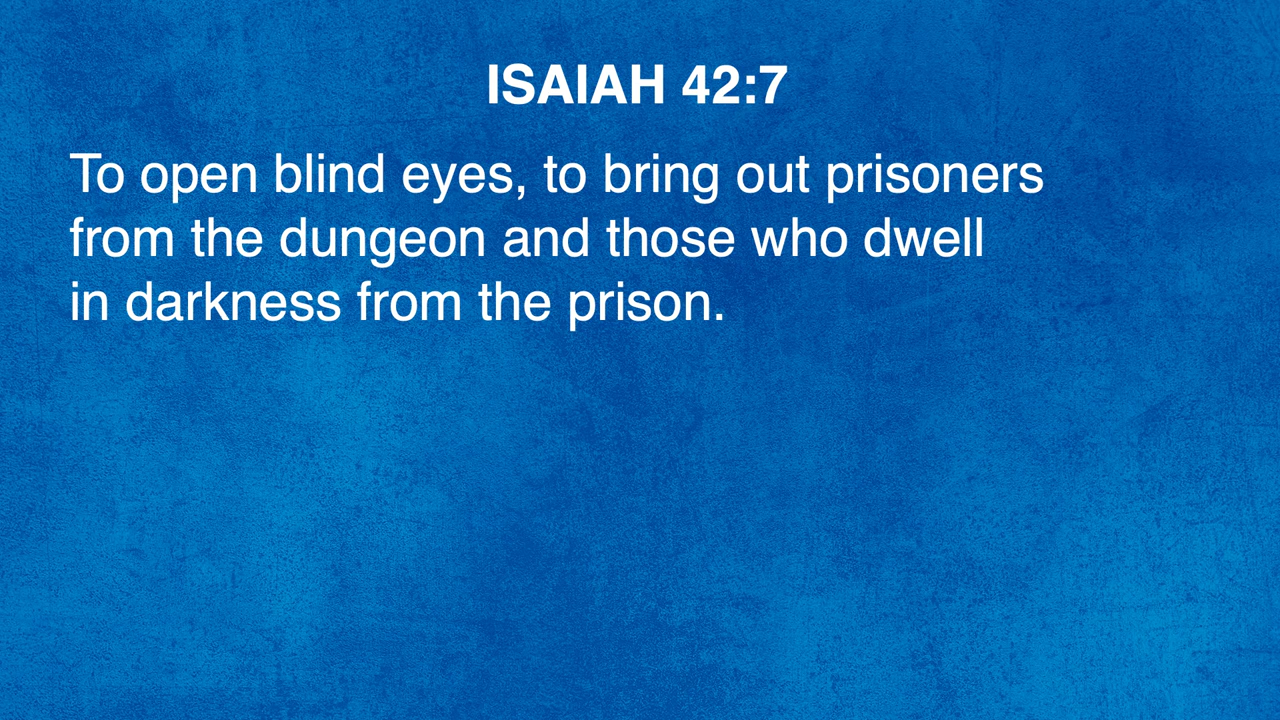 ISAIAH 42:7
To open blind eyes, to bring out prisoners
from the dungeon and those who dwell
in darkness from the prison.